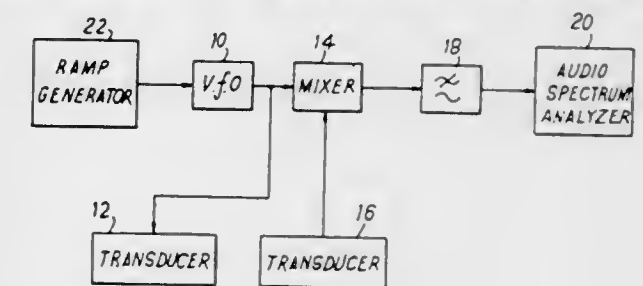 22
RAMP
GENERATOR
10
V.f.O
14
MIXER
18
20
AUDIO
SPECTRUM
ANALYZER
12
TRANSDUCER
16
TRANSDUCER